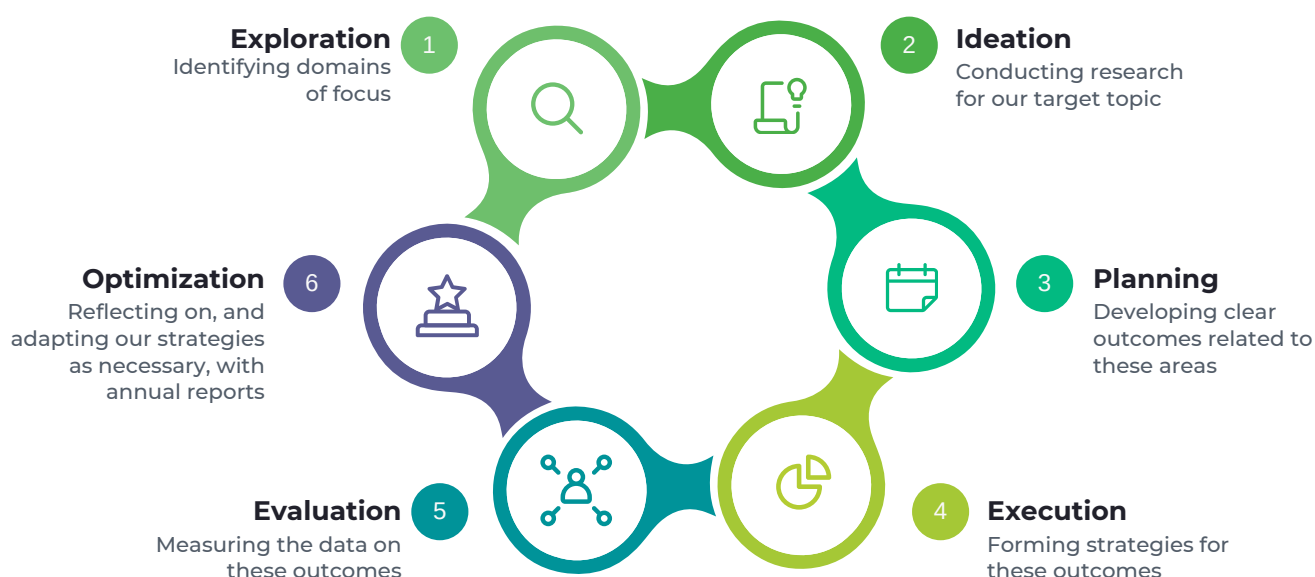 Exploration
1
Identifying domains
of focus
2
Ideation
Conducting research
for our target topic
3
Planning
Developing clear
outcomes related to
these areas
4
Execution
Forming strategies for
these outcomes
5
Evaluation
Measuring the data on
these outcomes
6
Optimization
Reflecting on, and
adapting our strategies
as necessary, with
annual reports